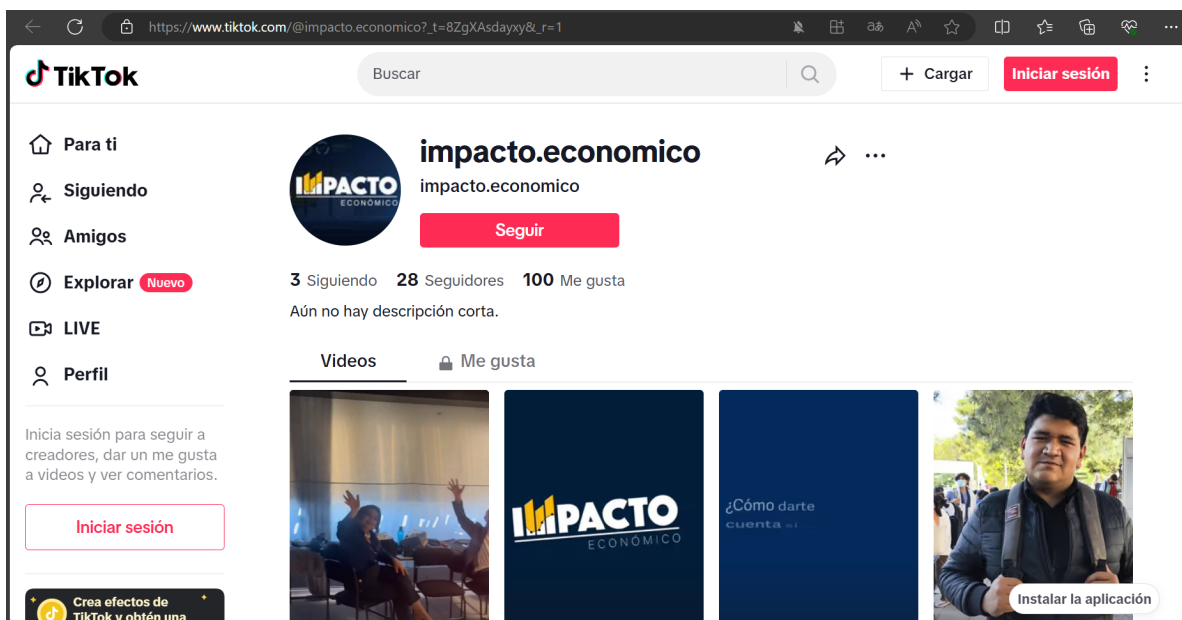 https://www.tiktok.com/@impacto.economico?_t=8ZgXAsdayxy&_r=1
TikTok
Buscar
+ Cargar
Iniciar sesión
Para ti
Siguiendo
Amigos
Explorar Nuevo
LIVE
Perfil
Inicia sesión para seguir a
creadores, dar un me gusta
a videos y ver comentarios.
Iniciar sesión
Crea efectos de
TikTok y obtén una
IMPACTO
ECONÓMICO
impacto.economico
impacto.economico
Seguir
3 Siguiendo 28 Seguidores 100 Me gusta
Aún no hay descripción corta.
Videos Me gusta
IMPACTO
ECONÓMICO
¿Cómo darte
cuenta si
Instalar la aplicación